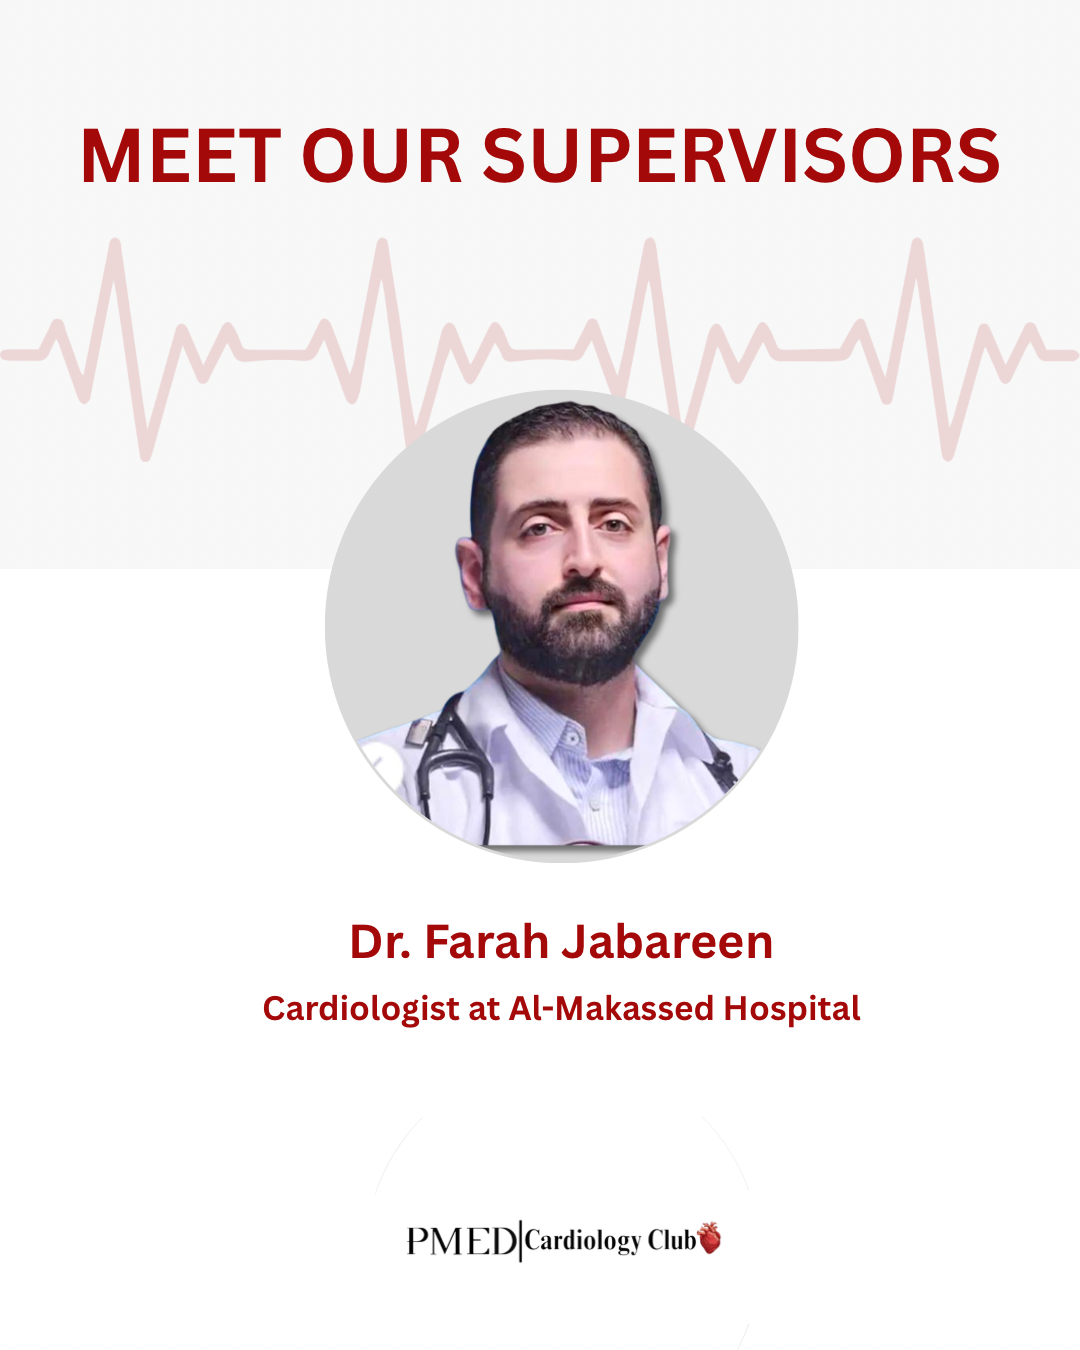 MEET OUR SUPERVISORS
Dr. Farah Jabareen
Cardiologist at Al-Makassed Hospital
PMED|Cardiology Club